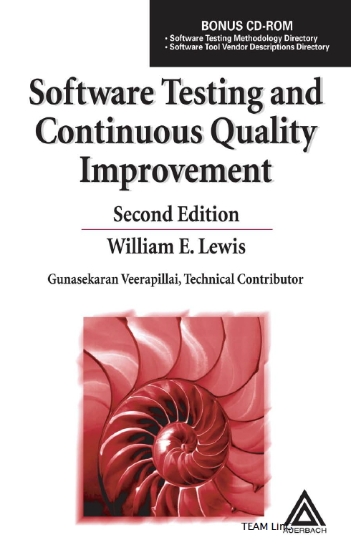 BONUS CD-ROM
• Software Testing Methodology Directory
• Software Tool Vendor Descriptions Directory
Software Testing and
Continuous Quality
Improvement
Second Edition
William E. Lewis
Gunasekaran Veerapillai, Technical Contributor
TEAM
AUERBACH